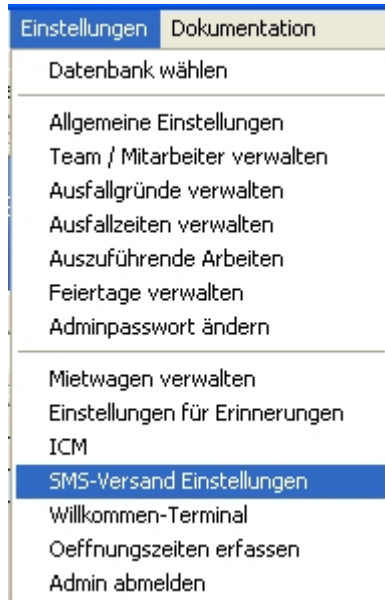 Einstellungen Dokumentation
Datenbank wählen
Allgemeine Einstellungen
Team / Mitarbeiter verwalten
Ausfallgründe verwalten
Ausfallzeiten verwalten
Auszuführende Arbeiten
Feiertage verwalten
Adminpasswort ändern
Mietwagen verwalten
Einstellungen für Erinnerungen
ICM
SMS-Versand Einstellungen
Willkommen-Terminal
Oeffnungszeiten erfassen
Admin abmelden